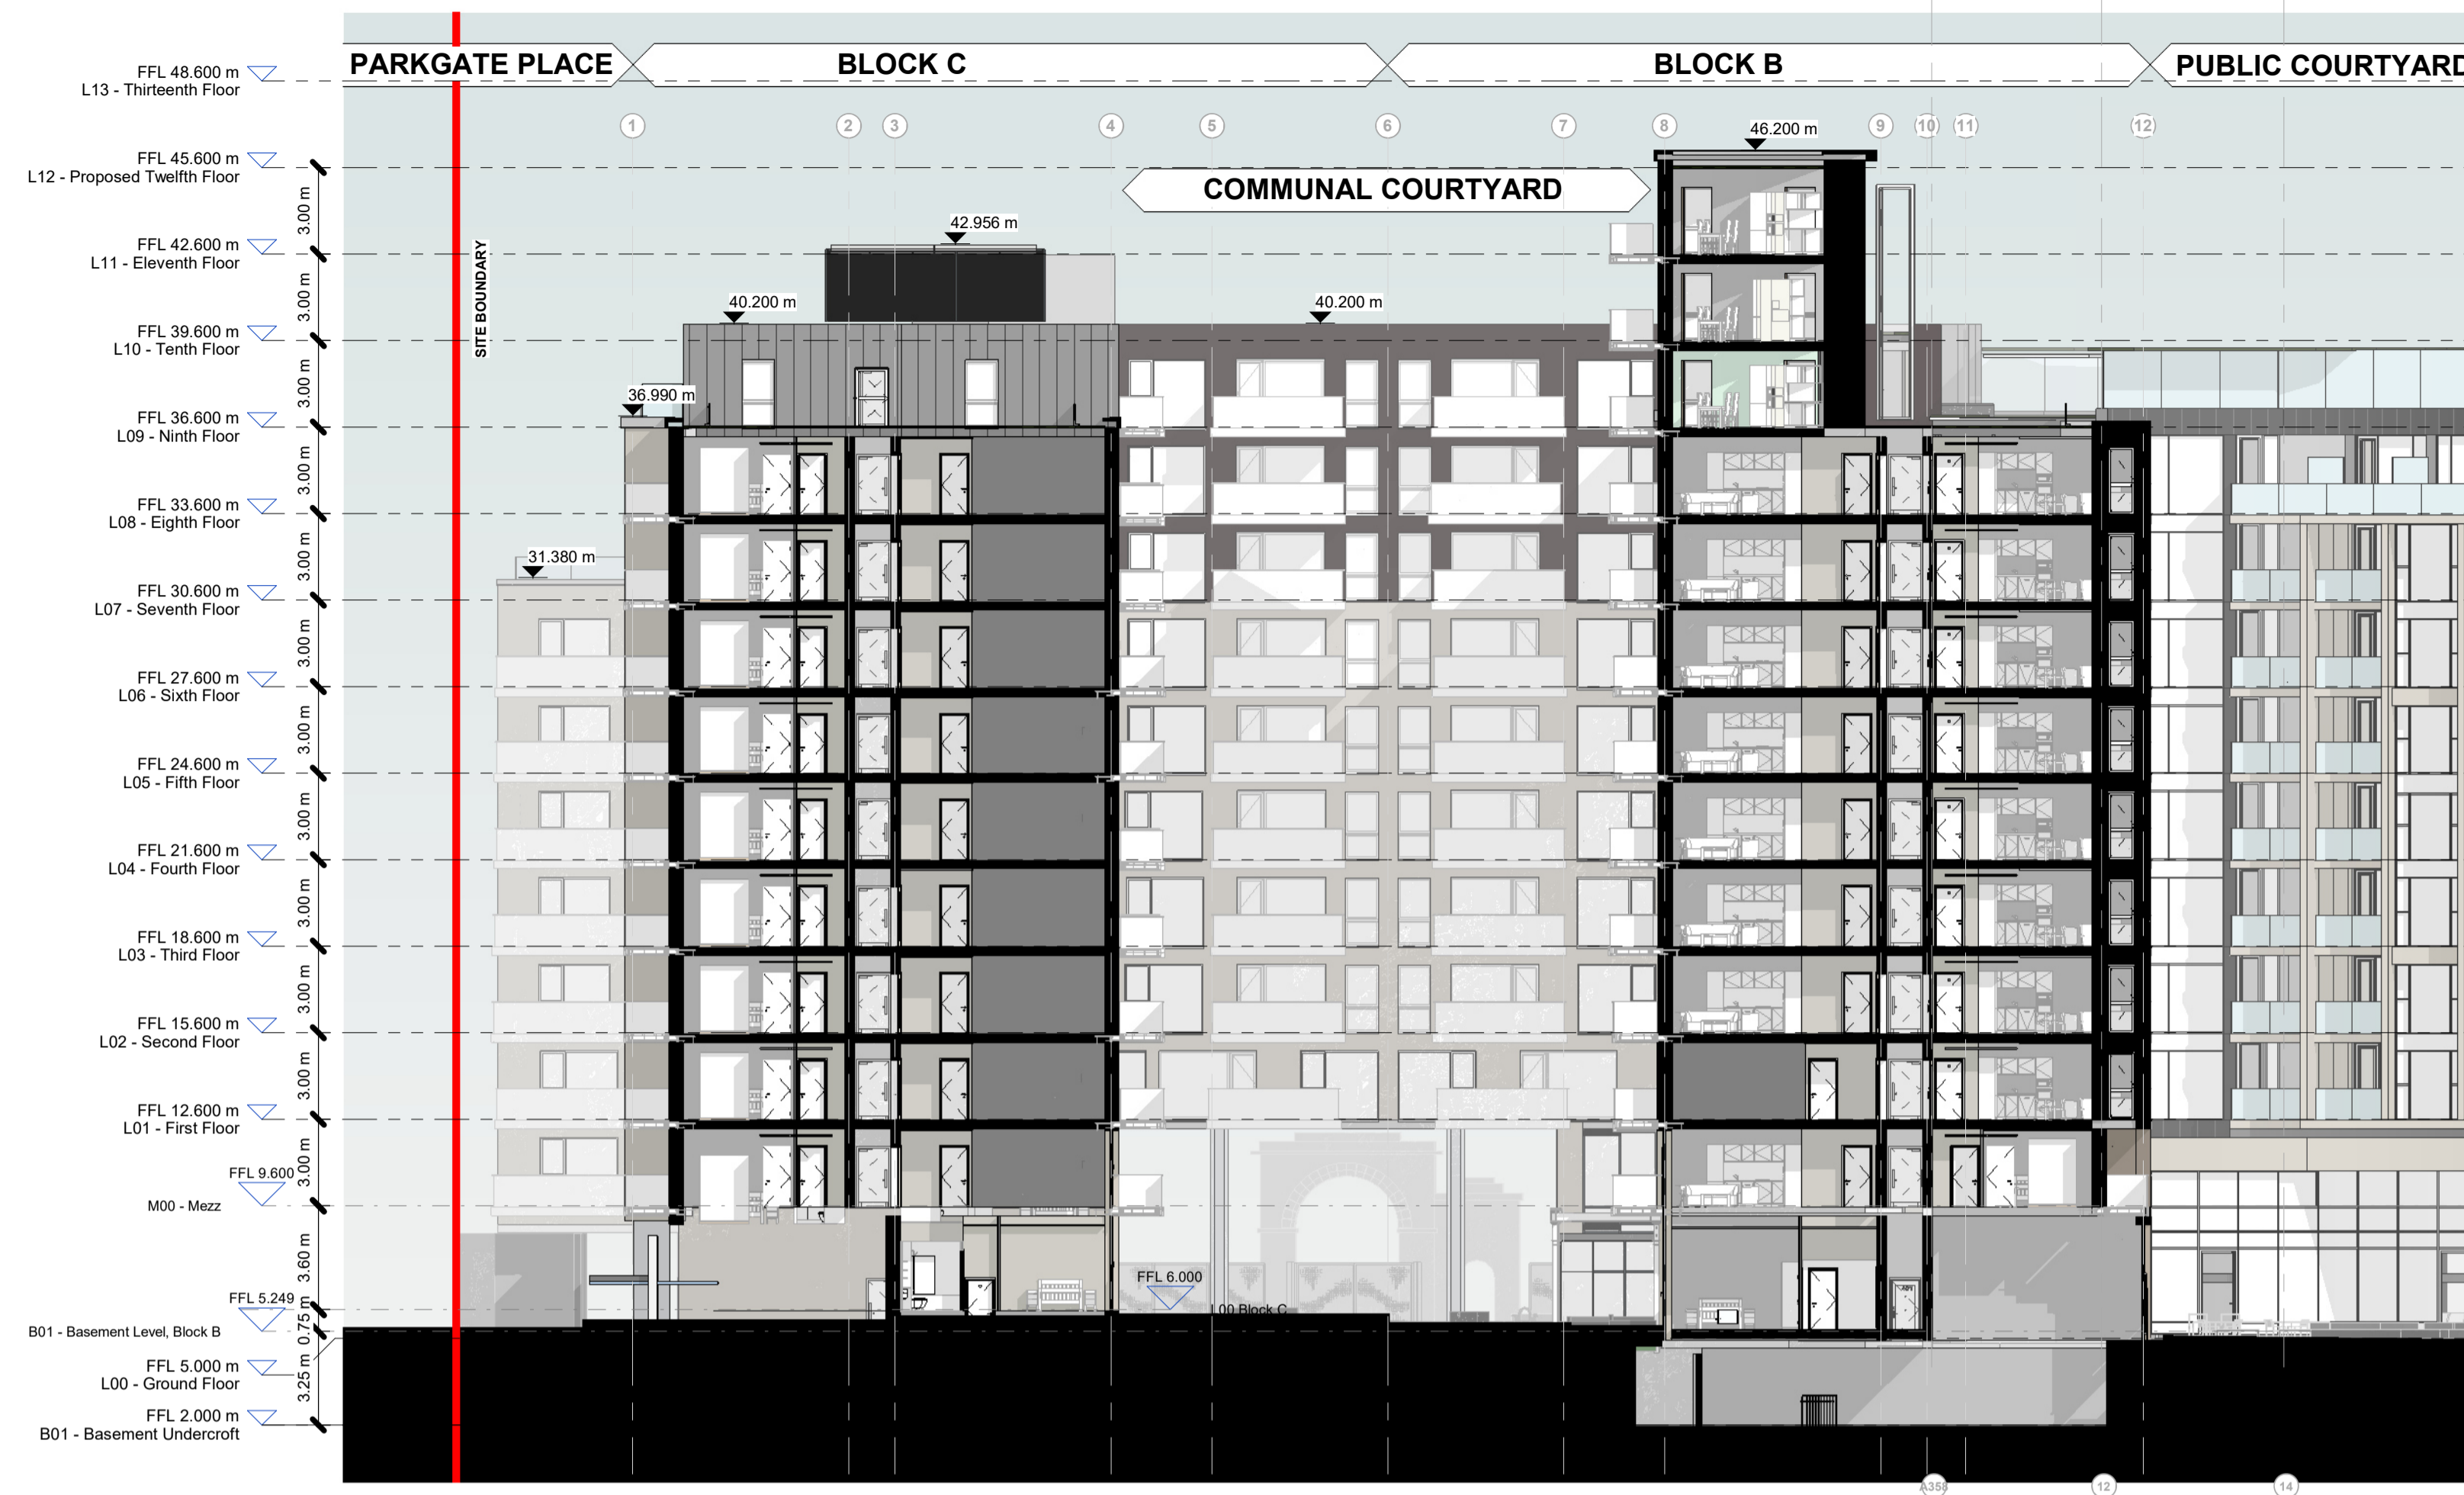 PARKGATE PLACE
BLOCK C
BLOCK B
PUBLIC COURTYARD
FFL 48.600 m
L13 - Thirteenth Floor
1
2
3
4
5
6
7
8
9
10
11
12
46.200 m
FFL 45.600 m
L12 - Proposed Twelfth Floor
COMMUNAL COURTYARD
3.00 m
42.956 m
FFL 42.600 m
L11 - Eleventh Floor
SITE BOUNDARY
3.00 m
40.200 m
40.200 m
FFL 39.600 m
L10 - Tenth Floor
3.00 m
36.990 m
FFL 36.600 m
L09 - Ninth Floor
3.00 m
FFL 33.600 m
L08 - Eighth Floor
3.00 m
31.380 m
FFL 30.600 m
L07 - Seventh Floor
3.00 m
FFL 27.600 m
L06 - Sixth Floor
3.00 m
FFL 24.600 m
L05 - Fifth Floor
3.00 m
FFL 21.600 m
L04 - Fourth Floor
3.00 m
FFL 18.600 m
L03 - Third Floor
3.00 m
FFL 15.600 m
L02 - Second Floor
3.00 m
FFL 12.600 m
L01 - First Floor
3.00 m
FFL 9.600
M00 - Mezz
3.60 m
FFL 6.000
L00 Block C
FFL 5.249
B01 - Basement Level, Block B
0.75 m
FFL 5.000 m
L00 - Ground Floor
3.25 m
FFL 2.000 m
B01 - Basement Undercroft
A358
12
14